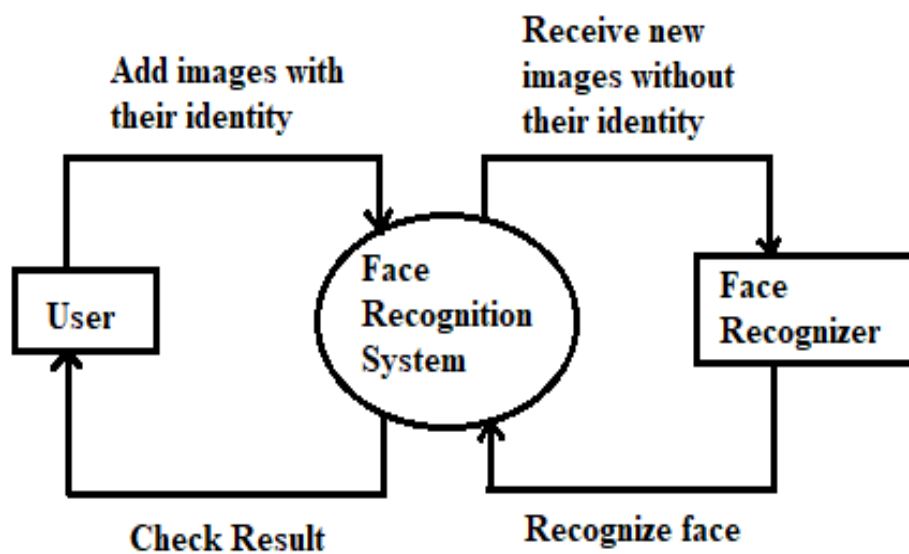 Add images with
their identity
Receive new
images without
their identity
User
Face
Recognition
System
Face
Recognizer
Check Result
Recognize face